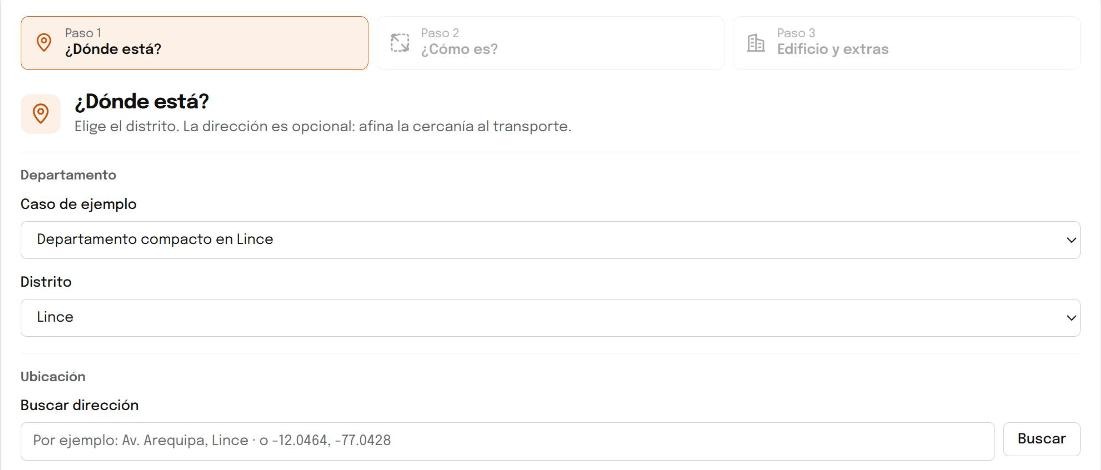 Paso 1
¿Dónde está?
Paso 2
¿Cómo es?
Paso 3
Edificio y extras
¿Dónde está?
Elige el distrito. La dirección es opcional: afina la cercanía al transporte.
Departamento
Caso de ejemplo
Departamento compacto en Lince
Distrito
Lince
Ubicación
Buscar dirección
Por ejemplo: Av. Arequipa, Lince · o -12.0464, -77.0428
Buscar